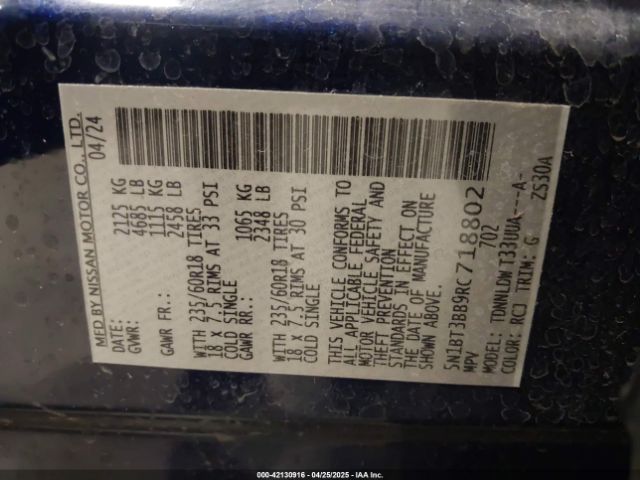 MFD BY NISSAN MOTOR CO., LTD.
DATE: 04/24
GVWR: 2125 KG
4685 LB
GAWR FR.: 1115 KG
2458 LB
WITH 235/60R18 TIRES
18 X 7.5 RIMS AT 33 PSI
COLD SINGLE
GAWR RR.: 1065 KG
2348 LB
WITH 235/60R18 TIRES
18 X 7.5 RIMS AT 30 PSI
COLD SINGLE
THIS VEHICLE CONFORMS TO
ALL APPLICABLE FEDERAL
MOTOR VEHICLE SAFETY AND
THEFT PREVENTION
STANDARDS IN EFFECT ON
THE DATE OF MANUFACTURE
SHOWN ABOVE.
5N1BT3BB9RC718802
MPV 702
MODEL: TDWNLDW T33UUA---A-
COLOR: RCJ TRIM: G ZS30A
000-42130916 - 04/25/2025 - IAAI, INC.